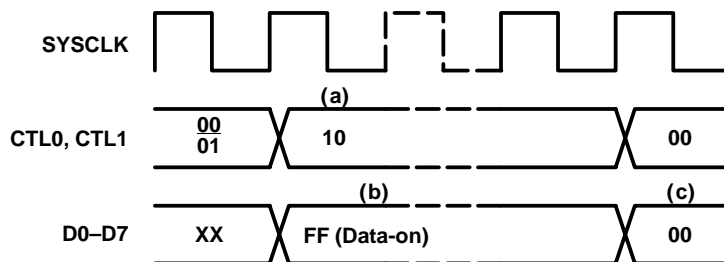 SYSCLK
(a)
CTL0, CTL1
00
01
10
00
(b)
(c)
D0–D7
XX
FF (Data-on)
00